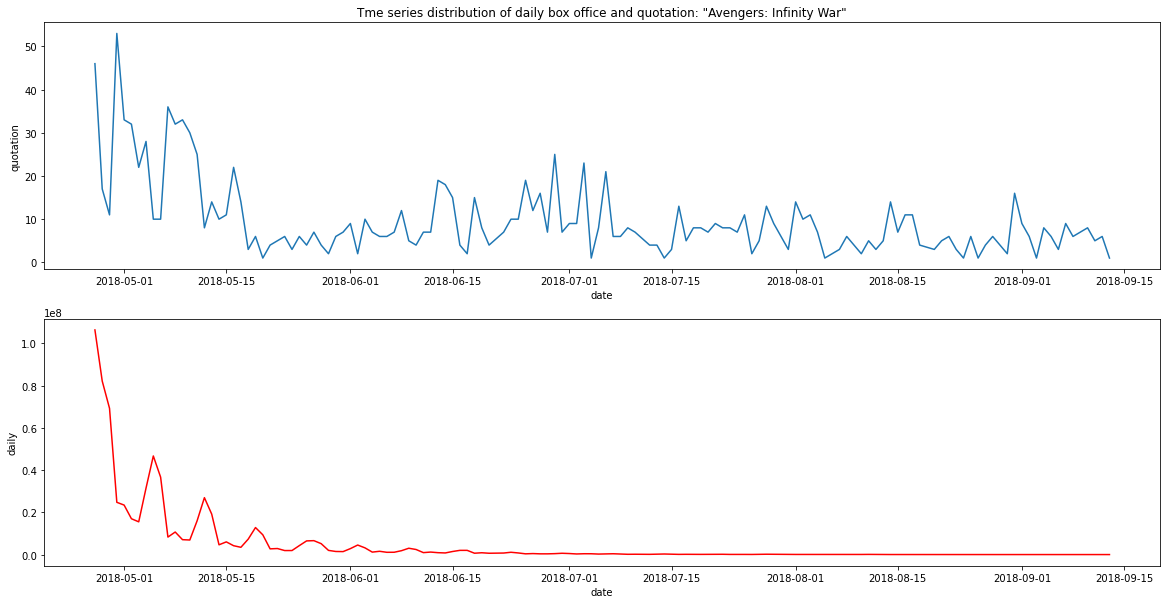 Tme series distribution of daily box office and quotation: "Avengers: Infinity War"
quotation
50
40
30
20
10
0
2018-05-01 2018-05-15 2018-06-01 2018-06-15 2018-07-01 2018-07-15 2018-08-01 2018-08-15 2018-09-01 2018-09-15
date
1e8
daily
1.0
0.8
0.6
0.4
0.2
0.0
2018-05-01 2018-05-15 2018-06-01 2018-06-15 2018-07-01 2018-07-15 2018-08-01 2018-08-15 2018-09-01 2018-09-15
date